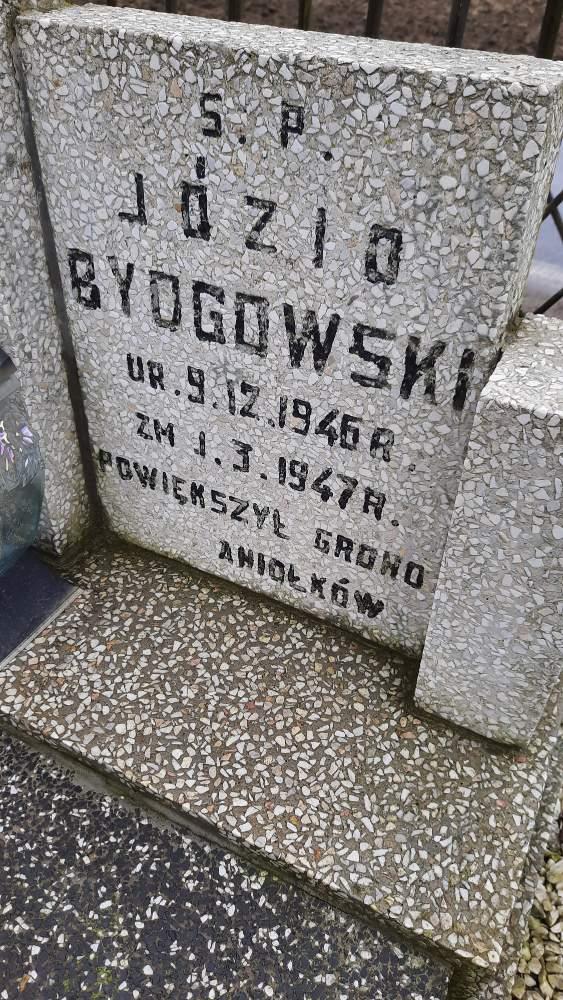 Ś. P.
JÓZIO
BYDGOWSKI
UR. 9. 12. 1946 R.
ZM 1. 3. 1947 R.
POWIĘKSZYŁ GRONO
ANIOŁKÓW